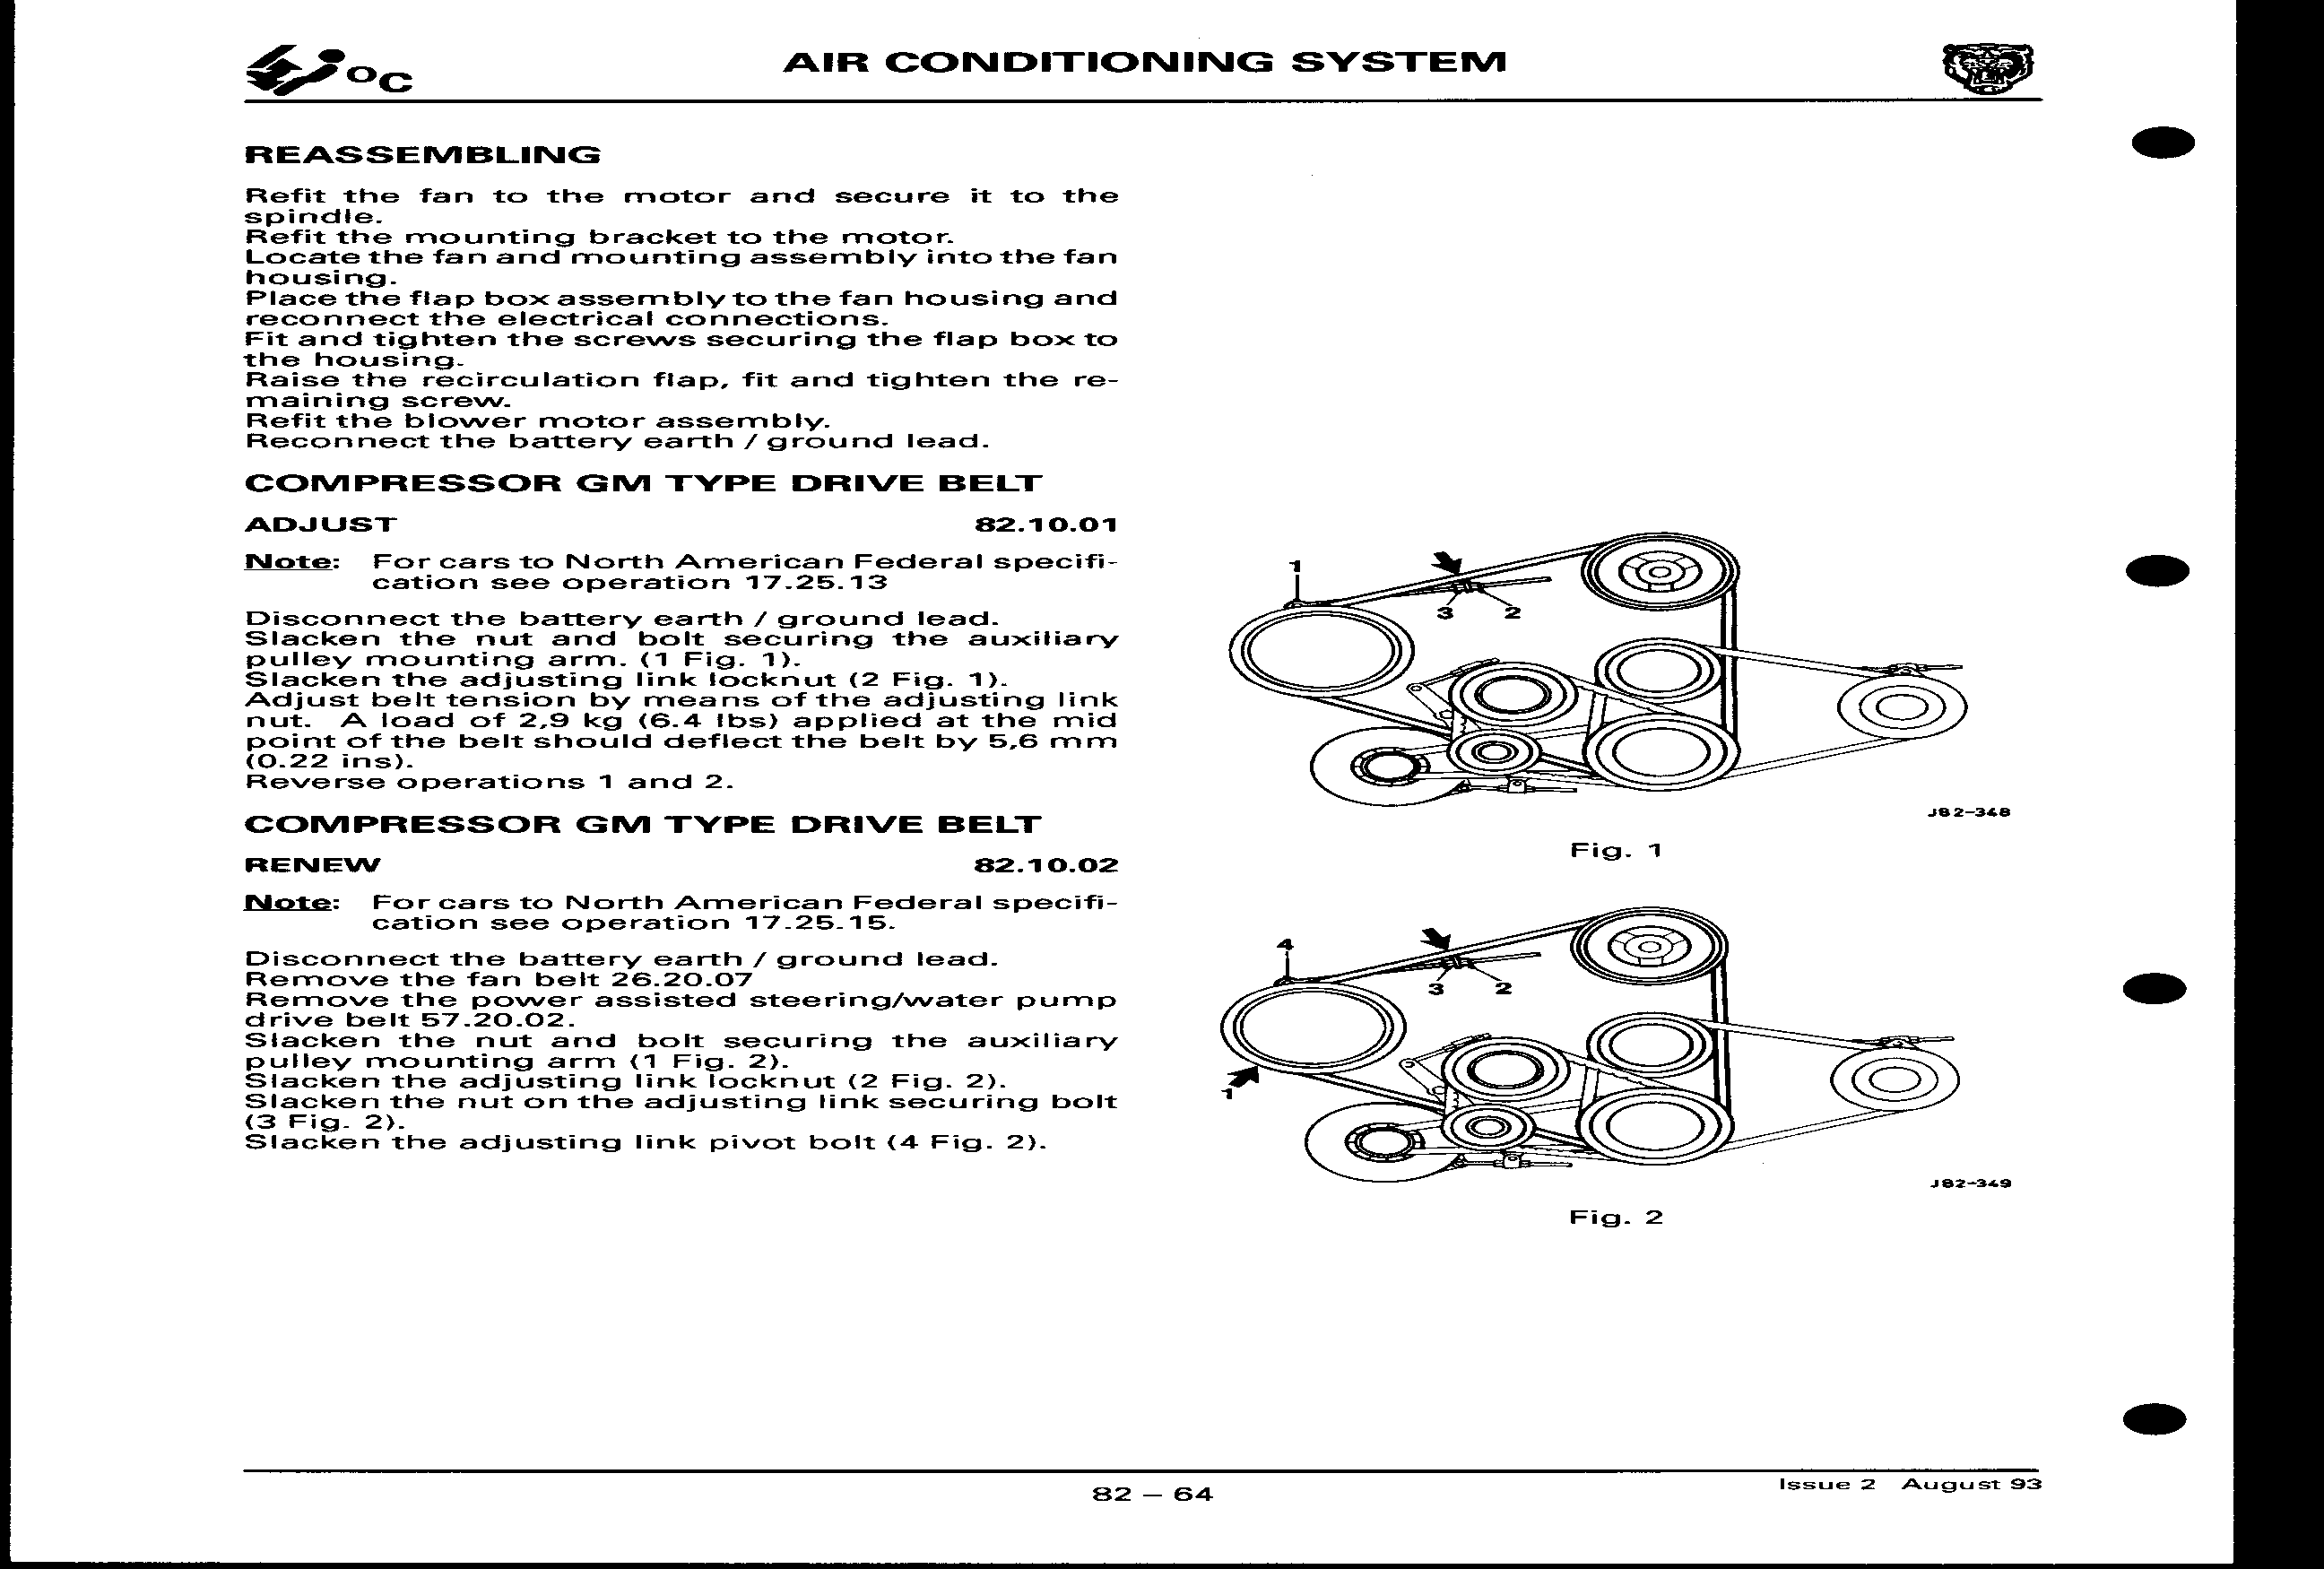 °C
AIR CONDITIONING SYSTEM
REASSEMBLING
Refit the fan to the motor and secure it to the
spindle.
Refit the mounting bracket to the motor.
Locate the fan and mounting assembly into the fan
housing.
Place the flap box assembly to the fan housing and
reconnect the electrical connections.
Fit and tighten the screws securing the flap box to
the housing.
Raise the recirculation flap, fit and tighten the re-
maining screw.
Refit the blower motor assembly.
Reconnect the battery earth / ground lead.
COMPRESSOR GM TYPE DRIVE BELT
ADJUST 82.10.01
Note: For cars to North American Federal specifi-
cation see operation 17.25.13
Disconnect the battery earth / ground lead.
Slacken the nut and bolt securing the auxiliary
pulley mounting arm. (1 Fig. 1).
Slacken the adjusting link locknut (2 Fig. 1).
Adjust belt tension by means of the adjusting link
nut. A load of 2,9 kg (6.4 lbs) applied at the mid
point of the belt should deflect the belt by 5,6 mm
(0.22 ins).
Reverse operations 1 and 2.
COMPRESSOR GM TYPE DRIVE BELT
RENEW 82.10.02
Note: For cars to North American Federal specifi-
cation see operation 17.25.15.
Disconnect the battery earth / ground lead.
Remove the fan belt 26.20.07
Remove the power assisted steering/water pump
drive belt 57.20.02.
Slacken the nut and bolt securing the auxiliary
pulley mounting arm (1 Fig. 2).
Slacken the adjusting link locknut (2 Fig. 2).
Slacken the nut on the adjusting link securing bolt
(3 Fig. 2).
Slacken the adjusting link pivot bolt (4 Fig. 2).
1
3 2
J82-348
Fig. 1
4
3 2
1
J82-349
Fig. 2
82 – 64
Issue 2 August 93